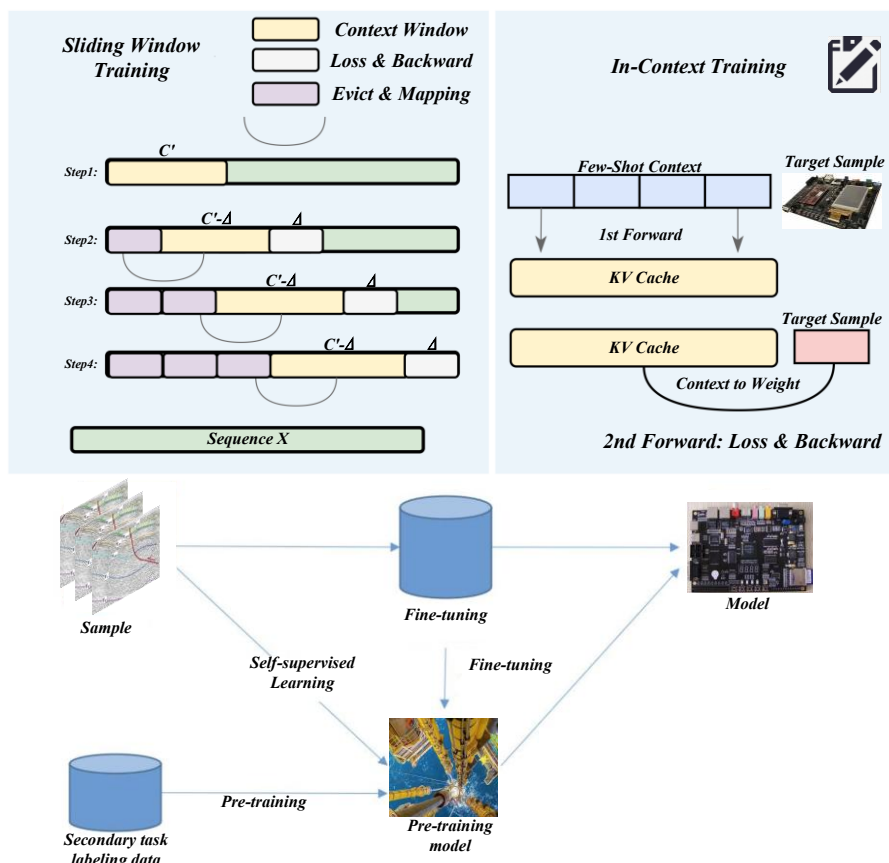 Sliding Window
Training
Context Window
Loss & Backward
Evict & Mapping
C'
Step1:
C'-Δ Δ
Step2:
C'-Δ Δ
Step3:
C'-Δ Δ
Step4:
Sequence X
In-Context Training
Few-Shot Context
Target Sample
1st Forward
KV Cache
Target Sample
KV Cache
Context to Weight
2nd Forward: Loss & Backward
Sample
Fine-tuning
Model
Self-supervised
Learning
Fine-tuning
Pre-training
Pre-training
model
Secondary task
labeling data